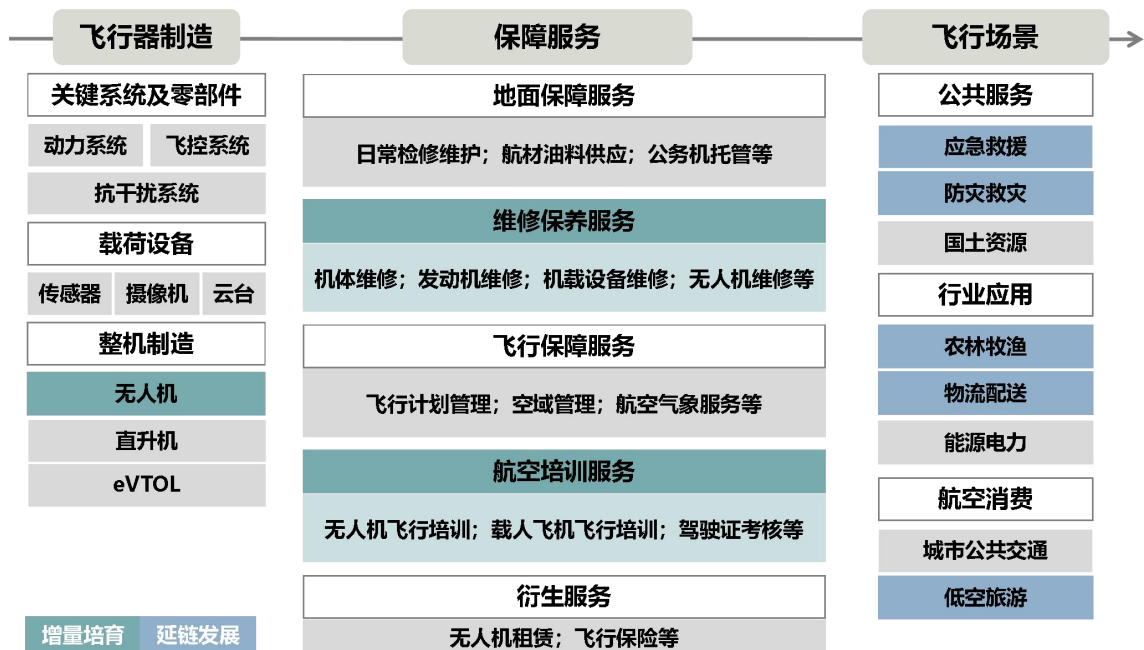 飞行器制造
保障服务
飞行场景
关键系统及零部件
动力系统
飞控系统
抗干扰系统
载荷设备
传感器
摄像机
云台
整机制造
无人机
直升机
eVTOL
地面保障服务
日常检修维护；航材油料供应；公务机托管等
维修保养服务
机体维修；发动机维修；机载设备维修；无人机维修等
飞行保障服务
飞行计划管理；空域管理；航空气象服务等
航空培训服务
无人机飞行培训；载人飞机飞行培训；驾驶证考核等
衍生服务
无人机租赁；飞行保险等
公共服务
应急救援
防灾救灾
国土资源
行业应用
农林牧渔
物流配送
能源电力
航空消费
城市公共交通
低空旅游
增量培育
延链发展